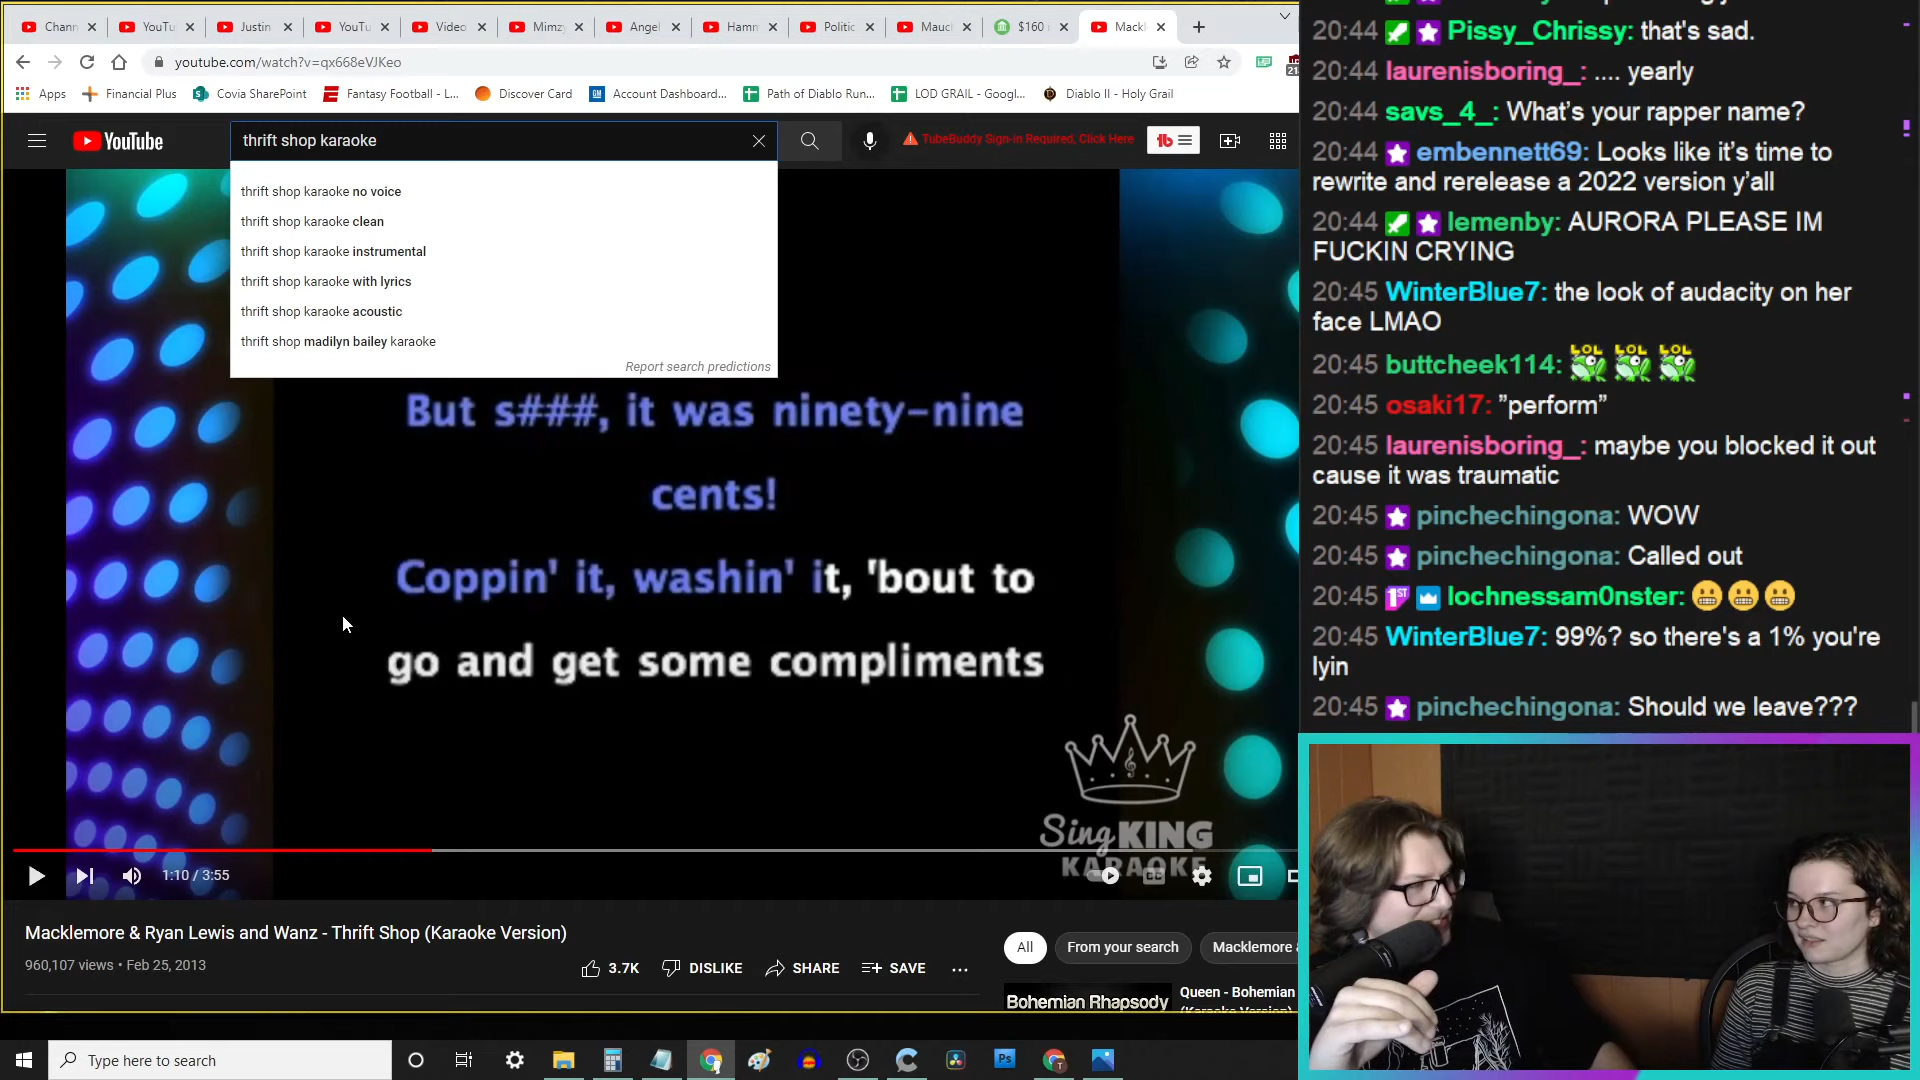 Chann
YouTu
Justin
YouTu
Video
Mimzy
Angel
Hamn
Politic
Mauch
$160
Mackl
youtube.com/watch?v=qx668eVJKeo
21
Apps
Financial Plus
Covia SharePoint
Fantasy Football - L...
Discover Card
Account Dashboard...
Path of Diablo Run...
LOD GRAIL - Googl...
Diablo II - Holy Grail
YouTube
thrift shop karaoke
TubeBuddy Sign-in Required, Click Here
tb
thrift shop karaoke no voice
thrift shop karaoke clean
thrift shop karaoke instrumental
thrift shop karaoke with lyrics
thrift shop karaoke acoustic
thrift shop madilyn bailey karaoke
Report search predictions
But s###, it was ninety-nine
cents!
Coppin' it, washin' it, 'bout to
go and get some compliments
Sing KING
KARAOKE
1:10 / 3:55
Macklemore & Ryan Lewis and Wanz - Thrift Shop (Karaoke Version)
960,107 views • Feb 25, 2013
3.7K
DISLIKE
SHARE
SAVE
All
From your search
Macklemore
Bohemian Rhapsody
Queen - Bohemian
Type here to search
Ps
20:44 Pissy_Chrissy: that's sad.
20:44 laurenisboring_: .... yearly
20:44 savs_4_: What's your rapper name?
20:44 embennett69: Looks like it's time to
rewrite and rerelease a 2022 version y'all
20:44 lemenby: AURORA PLEASE IM
FUCKIN CRYING
20:45 WinterBlue7: the look of audacity on her
face LMAO
20:45 buttcheek114: LOL LOL LOL
20:45 osaki17: ”perform”
20:45 laurenisboring_: maybe you blocked it out
cause it was traumatic
20:45 pinchechingona: WOW
20:45 pinchechingona: Called out
20:45 1ST lochnessam0nster:
20:45 WinterBlue7: 99%? so there's a 1% you're
lyin
20:45 pinchechingona: Should we leave???